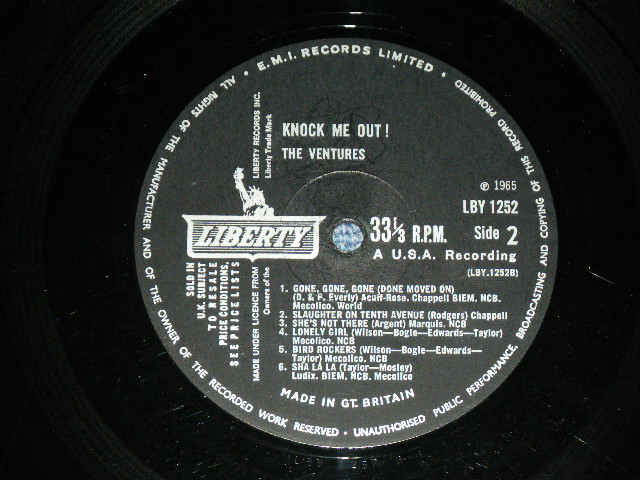 E.M.I. RECORDS LIMITED • ALL RIGHTS OF THE MANUFACTURER AND OF THE OWNER OF THE RECORDED WORK RESERVED • UNAUTHORISED PUBLIC PERFORMANCE, BROADCASTING AND COPYING OF THIS RECORD PROHIBITED •
KNOCK ME OUT!
THE VENTURES
LIBERTY RECORDS INC.
Liberty Trade Mark
Owners of the
MADE UNDER LICENCE FROM
LIBERTY
SOLD IN
U.K. SUBJECT
TO RESALE
PRICE CONDITIONS,
SEE PRICE LISTS
℗ 1965
LBY 1252
33⅓ R.P.M.
Side 2
A U.S.A. Recording
(LBY.1252B)
1. GONE, GONE, GONE (DONE MOVED ON)
(D. & P. Everly) Acuff-Rose. Chappell BIEM. NCB.
Mecolico. World
2. SLAUGHTER ON TENTH AVENUE (Rodgers) Chappell
3. SHE'S NOT THERE (Argent) Marquis. NCB
4. LONELY GIRL (Wilson—Bogle—Edwards—Taylor)
Mecolico. NCB
5. BIRD ROCKERS (Wilson—Bogle—Edwards—
Taylor) Mecolico. NCB
6. SHA LA LA (Taylor—Mosley)
Ludix. BIEM. NCB. Mecolico
MADE IN GT. BRITAIN